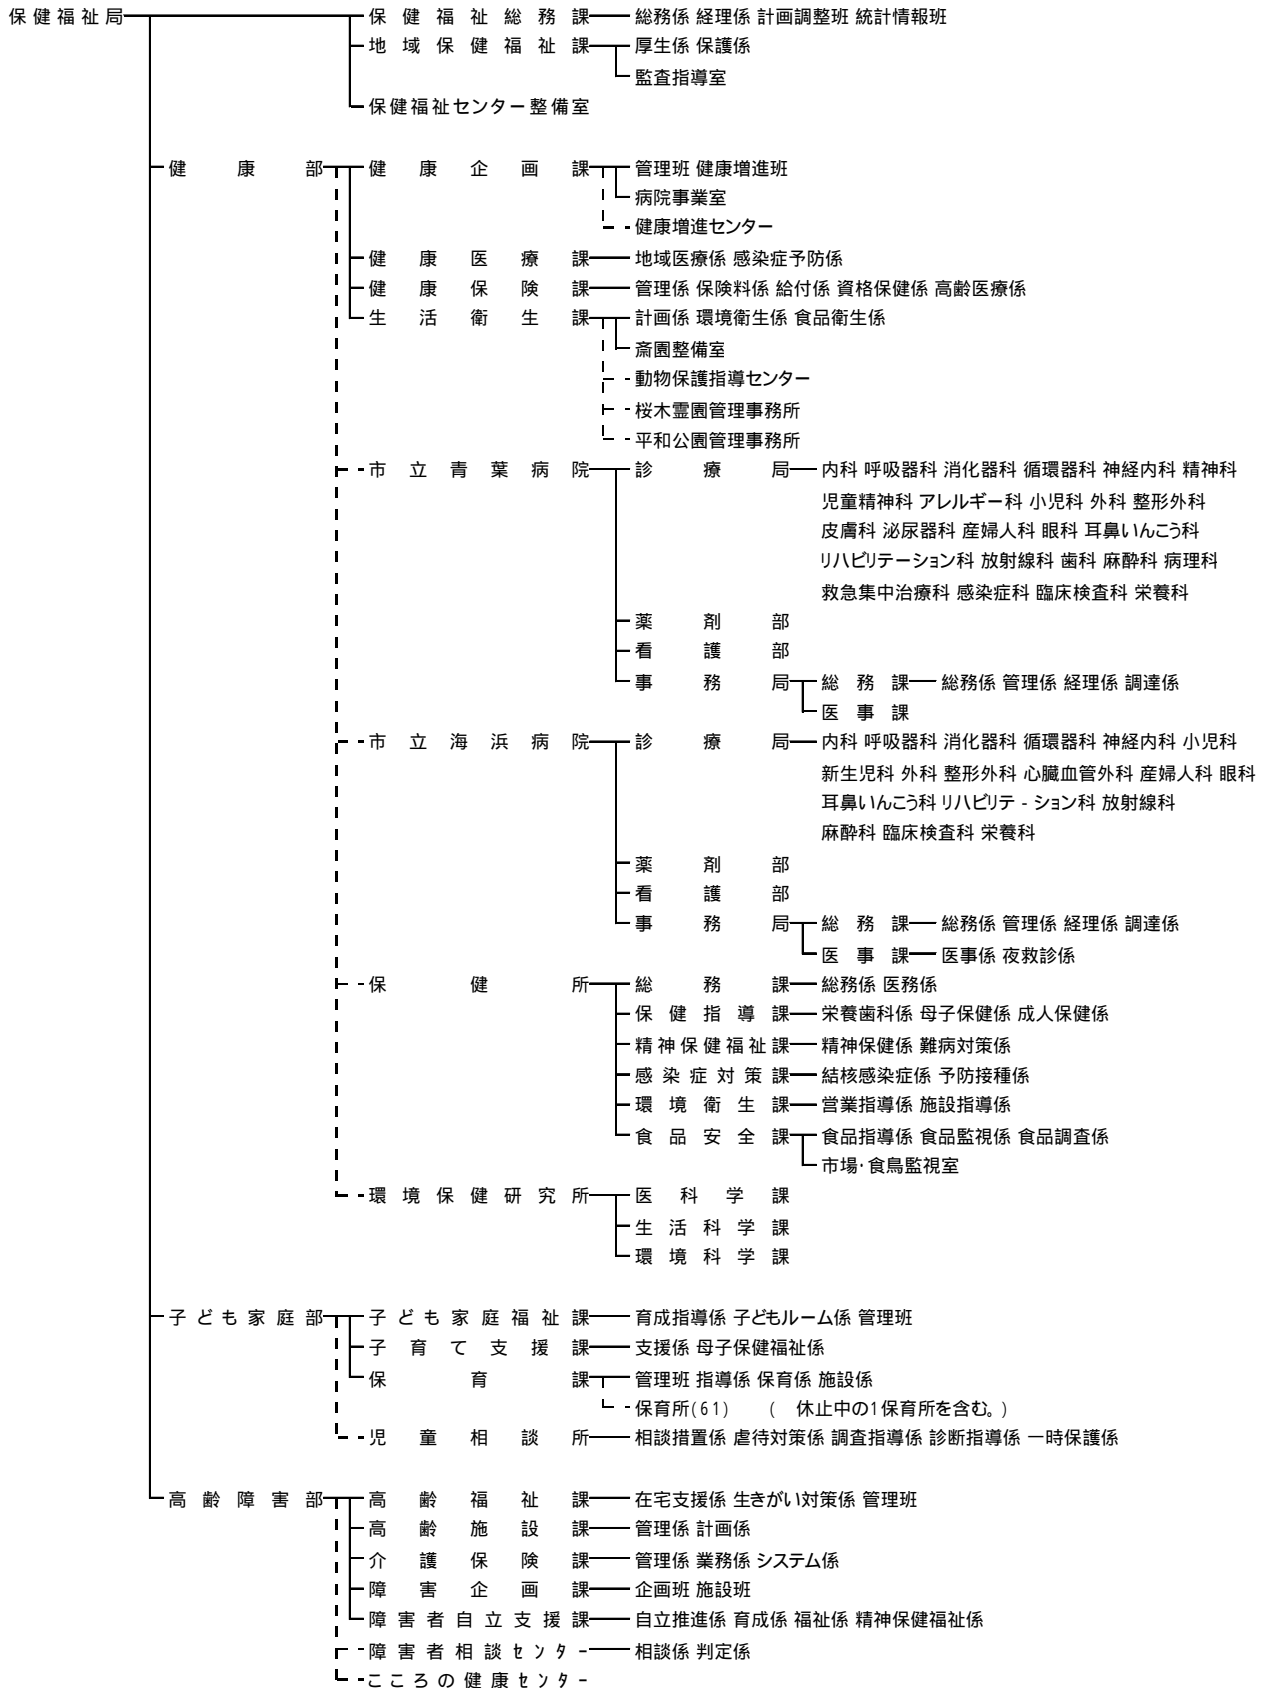 保健福祉局 保健福祉総務課 総務係 経理係 計画調整班 統計情報班
地域保健福祉課 厚生係 保護係
監査指導室
保健福祉センター整備室
健康部 健康企画課 管理班 健康増進班
病院事業室
健康増進センター
健康医療課 地域医療係 感染症予防係
健康保険課 管理係 保険料係 給付係 資格保健係 高齢医療係
生活衛生課 計画係 環境衛生係 食品衛生係
斎園整備室
動物保護指導センター
桜木霊園管理事務所
平和公園管理事務所
市立青葉病院 診療局 内科 呼吸器科 消化器科 循環器科 神経内科 精神科
児童精神科 アレルギー科 小児科 外科 整形外科
皮膚科 泌尿器科 産婦人科 眼科 耳鼻いんこう科
リハビリテーション科 放射線科 歯科 麻酔科 病理科
救急集中治療科 感染症科 臨床検査科 栄養科
薬剤部
看護部
事務局 総務課 総務係 管理係 経理係 調達係
医事課
市立海浜病院 診療局 内科 呼吸器科 消化器科 循環器科 神経内科 小児科
新生児科 外科 整形外科 心臓血管外科 産婦人科 眼科
耳鼻いんこう科 リハビリテ-ション科 放射線科
麻酔科 臨床検査科 栄養科
薬剤部
看護部
事務局 総務課 総務係 管理係 経理係 調達係
医事課 医事係 夜救診係
保健所 総務課 総務係 医務係
保健指導課 栄養歯科係 母子保健係 成人保健係
精神保健福祉課 精神保健係 難病対策係
感染症対策課 結核感染症係 予防接種係
環境衛生課 営業指導係 施設指導係
食品安全課 食品指導係 食品監視係 食品調査係
市場・食鳥監視室
環境保健研究所 医科学課
生活科学課
環境科学課
子ども家庭部 子ども家庭福祉課 育成指導係 子どもルーム係 管理班
子育て支援課 支援係 母子保健福祉係
保育課 管理班 指導係 保育係 施設係
保育所(61) ( 休止中の1保育所を含む。)
児童相談所 相談措置係 虐待対策係 調査指導係 診断指導係 一時保護係
高齢障害部 高齢福祉課 在宅支援係 生きがい対策係 管理班
高齢施設課 管理係 計画係
介護保険課 管理係 業務係 システム係
障害企画課 企画班 施設班
障害者自立支援課 自立推進係 育成係 福祉係 精神保健福祉係
障害者相談センター 相談係 判定係
こころの健康センター